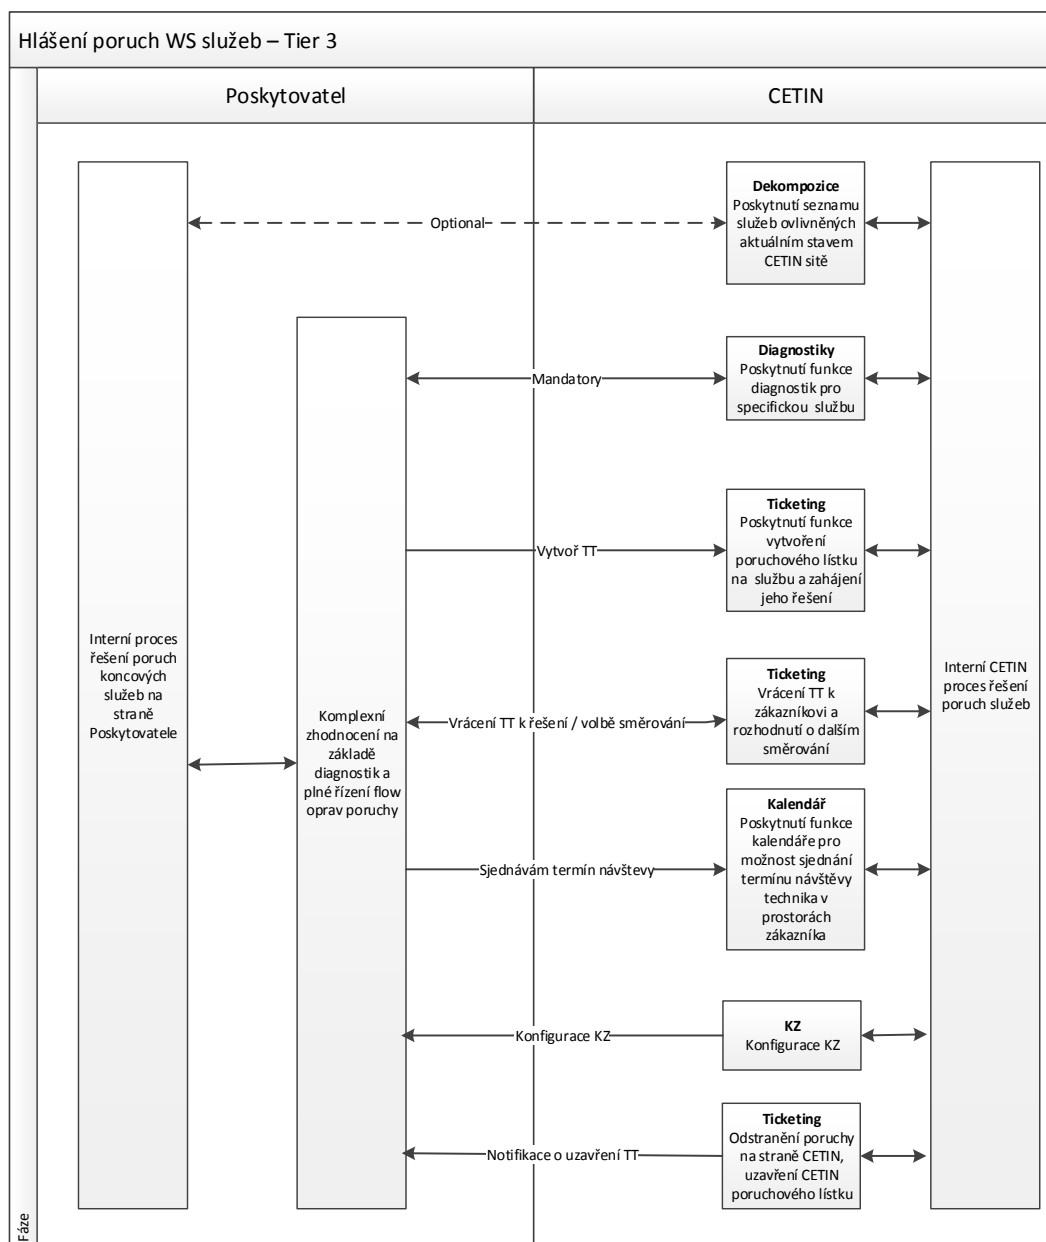 Hlášení poruch WS služeb – Tier 3
Poskytovatel
CETIN
Dekompozice
Poskytnutí seznamu
služeb ovlivněných
aktuálním stavem
CETIN sítě
Optional
Diagnostiky
Poskytnutí funkce
diagnostik pro
specifickou službu
Mandatory
Ticketing
Poskytnutí funkce
vytvoření
poruchového lístku
na službu a zahájení
jeho řešení
Vytvoř TT
Interní proces
řešení poruch
koncových
služeb na
straně
Poskytovatele
Komplexní
zhodnocení na
základě
diagnostik a
plné řízení flow
oprav poruchy
Vrácení TT k řešení / volbě směrování
Ticketing
Vrácení TT k
zákazníkovi a
rozhodnutí o dalším
směrování
Interní CETIN
proces řešení
poruch služeb
Kalendář
Poskytnutí funkce
kalendáře pro
možnost sjednání
termínu návštěvy
technika v
prostorách
zákazníka
Sjednávám termín návštevy
KZ
Konfigurace KZ
Konfigurace KZ
Ticketing
Odstranění poruchy
na straně CETIN,
uzavření CETIN
poruchového lístku
Notifikace o uzavření TT
Fáze